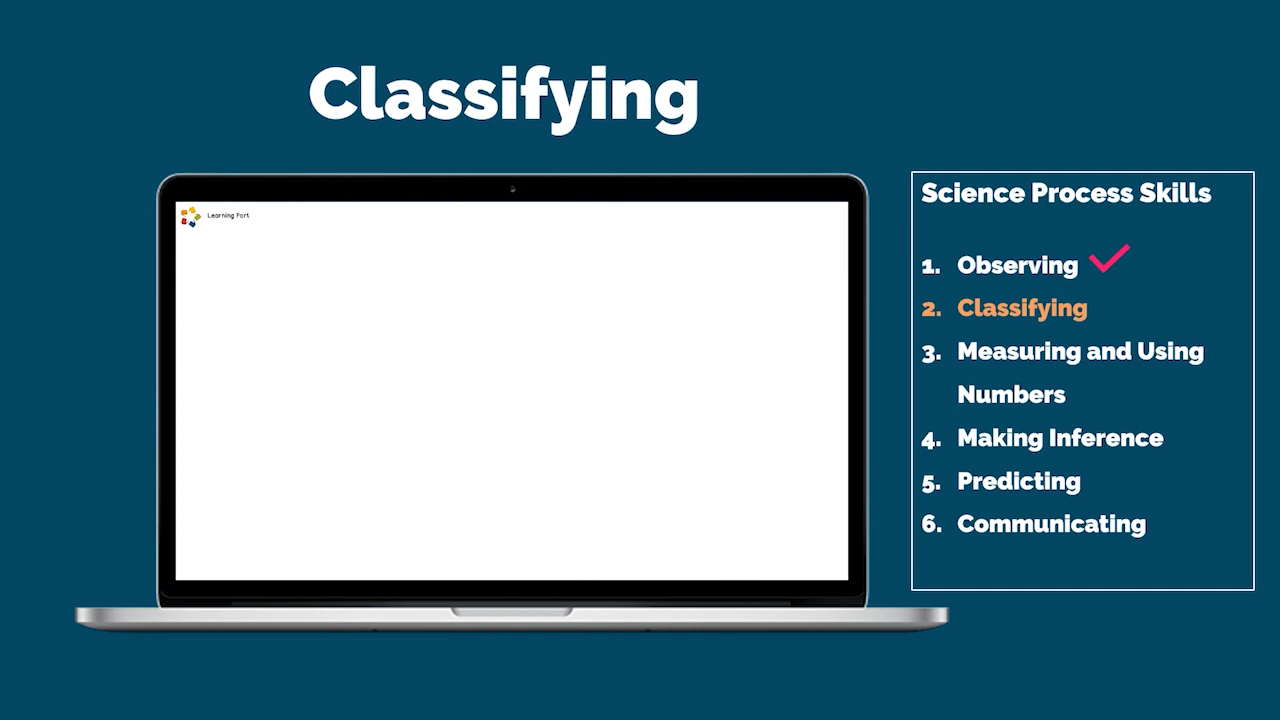 Classifying
Learning Port
Science Process Skills
1. Observing
2. Classifying
3. Measuring and Using
Numbers
4. Making Inference
5. Predicting
6. Communicating